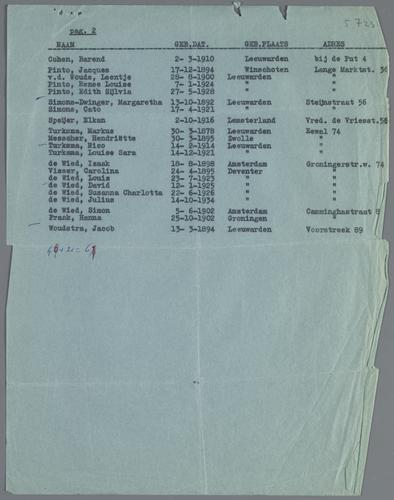 5723
pag. 2
NAAM GEB.DAT. GEB.PLAATS ADRES
Cohen, Barend 2- 3-1910 Leeuwarden bij de Put 4
Pinto, Jacques 17-12-1894 Winschoten Lange Marktst. 36
v.d. Woude, Leentje 28- 8-1900 Leeuwarden "
Pinto, Renee Louise 7- 1-1924 " "
Pinto, Edith Sylvia 27- 5-1928 " "
Simons-Dwinger, Margaretha 13-10-1892 Leeuwarden Steijnstraat 56
Simons, Cato 17- 4-1921 " "
Speijer, Elkan 2-10-1916 Lemsterland Vred. de Vriesst.
Turksma, Markus 30- 3-1878 Leeuwarden Eewal 74
Messcher, Hendriëtte 30- 3-1895 Zwolle "
Turksma, Nico 14- 2-1914 Leeuwarden "
Turksma, Louise Sara 14-12-1921 " "
de Wied, Izaak 18- 8-1898 Amsterdam Groningerstr.w. 74
Visser, Carolina 24- 4-1895 Deventer "
de Wied, Louis 23- 7-1923 " "
de Wied, David 12- 1-1925 " "
de Wied, Susanna Charlotta 22- 6-1926 " "
de Wied, Julius 14-10-1934 " "
de Wied, Simon 5- 6-1902 Amsterdam Camminghastraat 8
Prank, Hanna 25-10-1902 Groningen "
Woudstra, Jacob 13- 3-1894 Leeuwarden Voorstreek 89